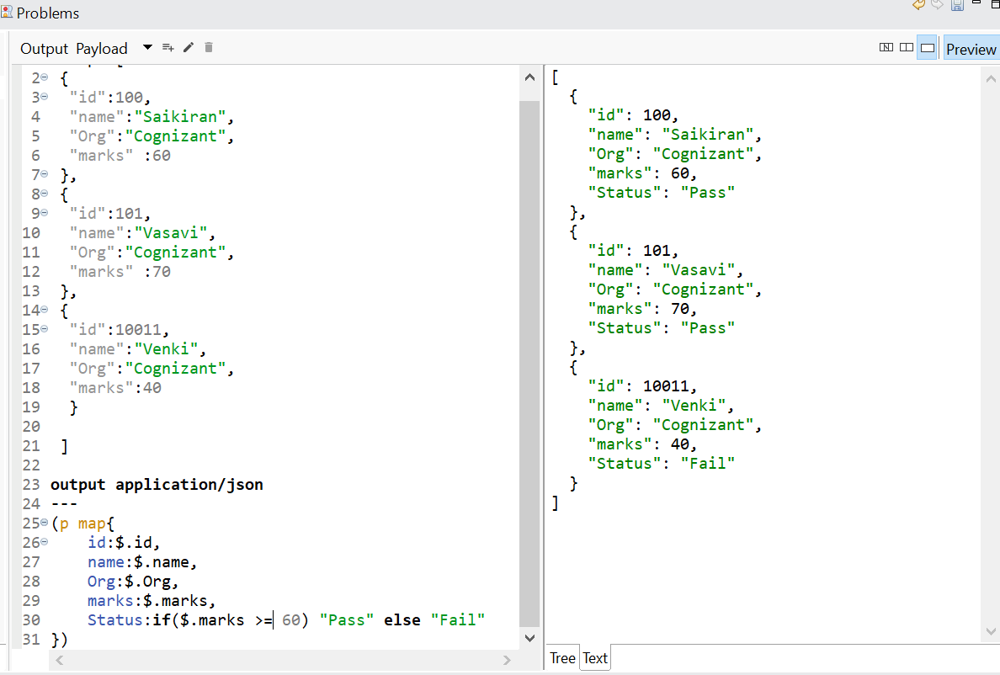 Problems
Output Payload
Preview
2 {
3 "id":100,
4 "name":"Saikiran",
5 "Org":"Cognizant",
6 "marks" :60
7 },
8 {
9 "id":101,
10 "name":"Vasavi",
11 "Org":"Cognizant",
12 "marks" :70
13 },
14 {
15 "id":10011,
16 "name":"Venki",
17 "Org":"Cognizant",
18 "marks":40
19 }
20
21 ]
22
23 output application/json
24 ---
25 (p map{
26 id:$.id,
27 name:$.name,
28 Org:$.Org,
29 marks:$.marks,
30 Status:if($.marks >= 60) "Pass" else "Fail"
31 })
[
{
"id": 100,
"name": "Saikiran",
"Org": "Cognizant",
"marks": 60,
"Status": "Pass"
},
{
"id": 101,
"name": "Vasavi",
"Org": "Cognizant",
"marks": 70,
"Status": "Pass"
},
{
"id": 10011,
"name": "Venki",
"Org": "Cognizant",
"marks": 40,
"Status": "Fail"
}
]
Tree Text